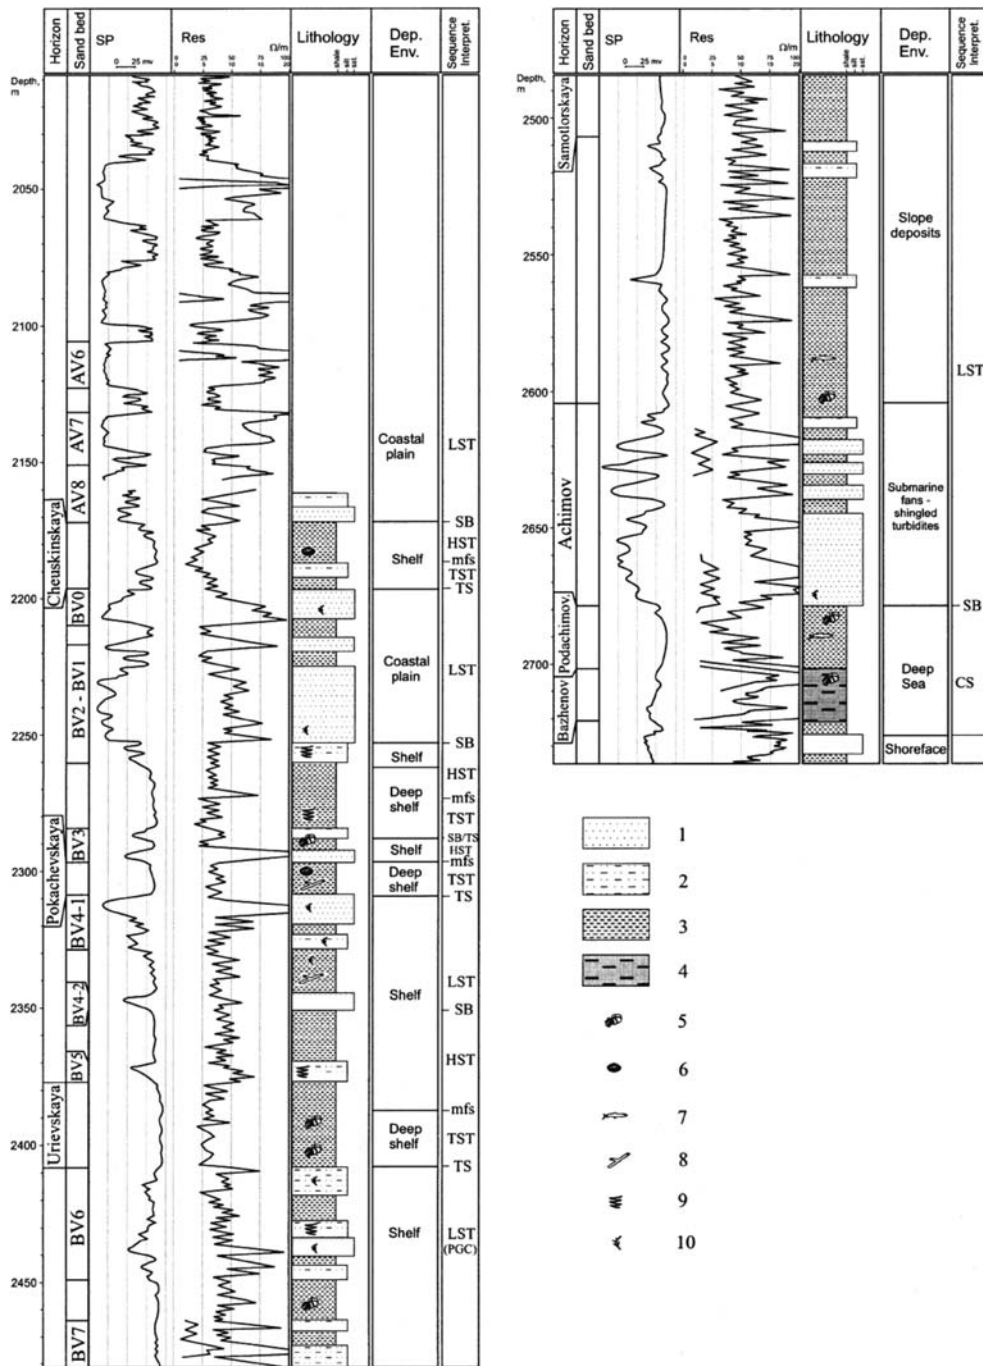 Horizon
Sand bed
SP
0 25 mv
Res
Ω/m
0 25 50 75 100
Lithology
shale
silt
sst.
Dep.
Env.
Sequence
Interpret.
Depth,
m
2050
2100
2150
2200
2250
2300
2350
2400
2450
Cheuskinskaya
Pokachevskaya
Urievskaya
AV6
AV7
AV8
BV0
BV2 - BV1
BV3
BV4-1
BV4-2
BV5
BV6
BV7
Coastal
plain
Shelf
Coastal
plain
Shelf
Deep
shelf
Shelf
Deep
shelf
Shelf
Deep
shelf
Shelf
LST
SB
HST
mfs
TST
TS
LST
SB
HST
mfs
TST
SB/TS
HST
mfs
TST
TS
LST
SB
HST
mfs
TST
TS
LST
(PGC)
Horizon
Sand bed
SP
0 25 mv
Res
Ω/m
Lithology
shale
silt
sst.
Dep.
Env.
Sequence
Interpret.
Depth,
m
2500
2550
2600
2650
2700
Samotlorskaya
Achimov
Podachimov.
Bazhenov
Slope
deposits
Submarine
fans -
shingled
turbidites
Deep
Sea
Shoreface
LST
SB
CS
1
2
3
4
5
6
7
8
9
10